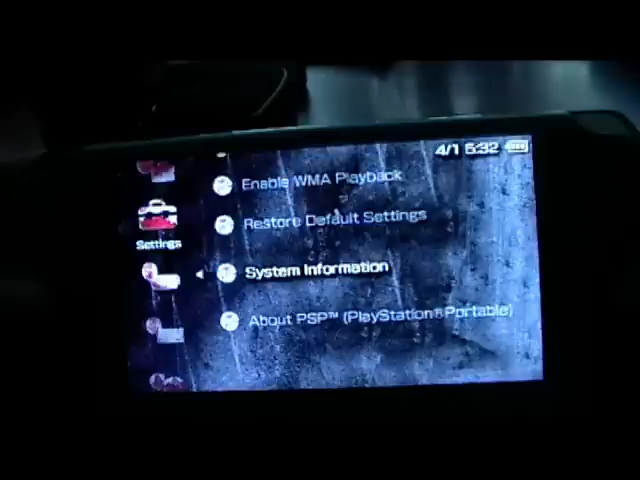 4/1 5:32
Enable WMA Playback
Restore Default Settings
Settings
System Information
About PSP™ (PlayStation®Portable)